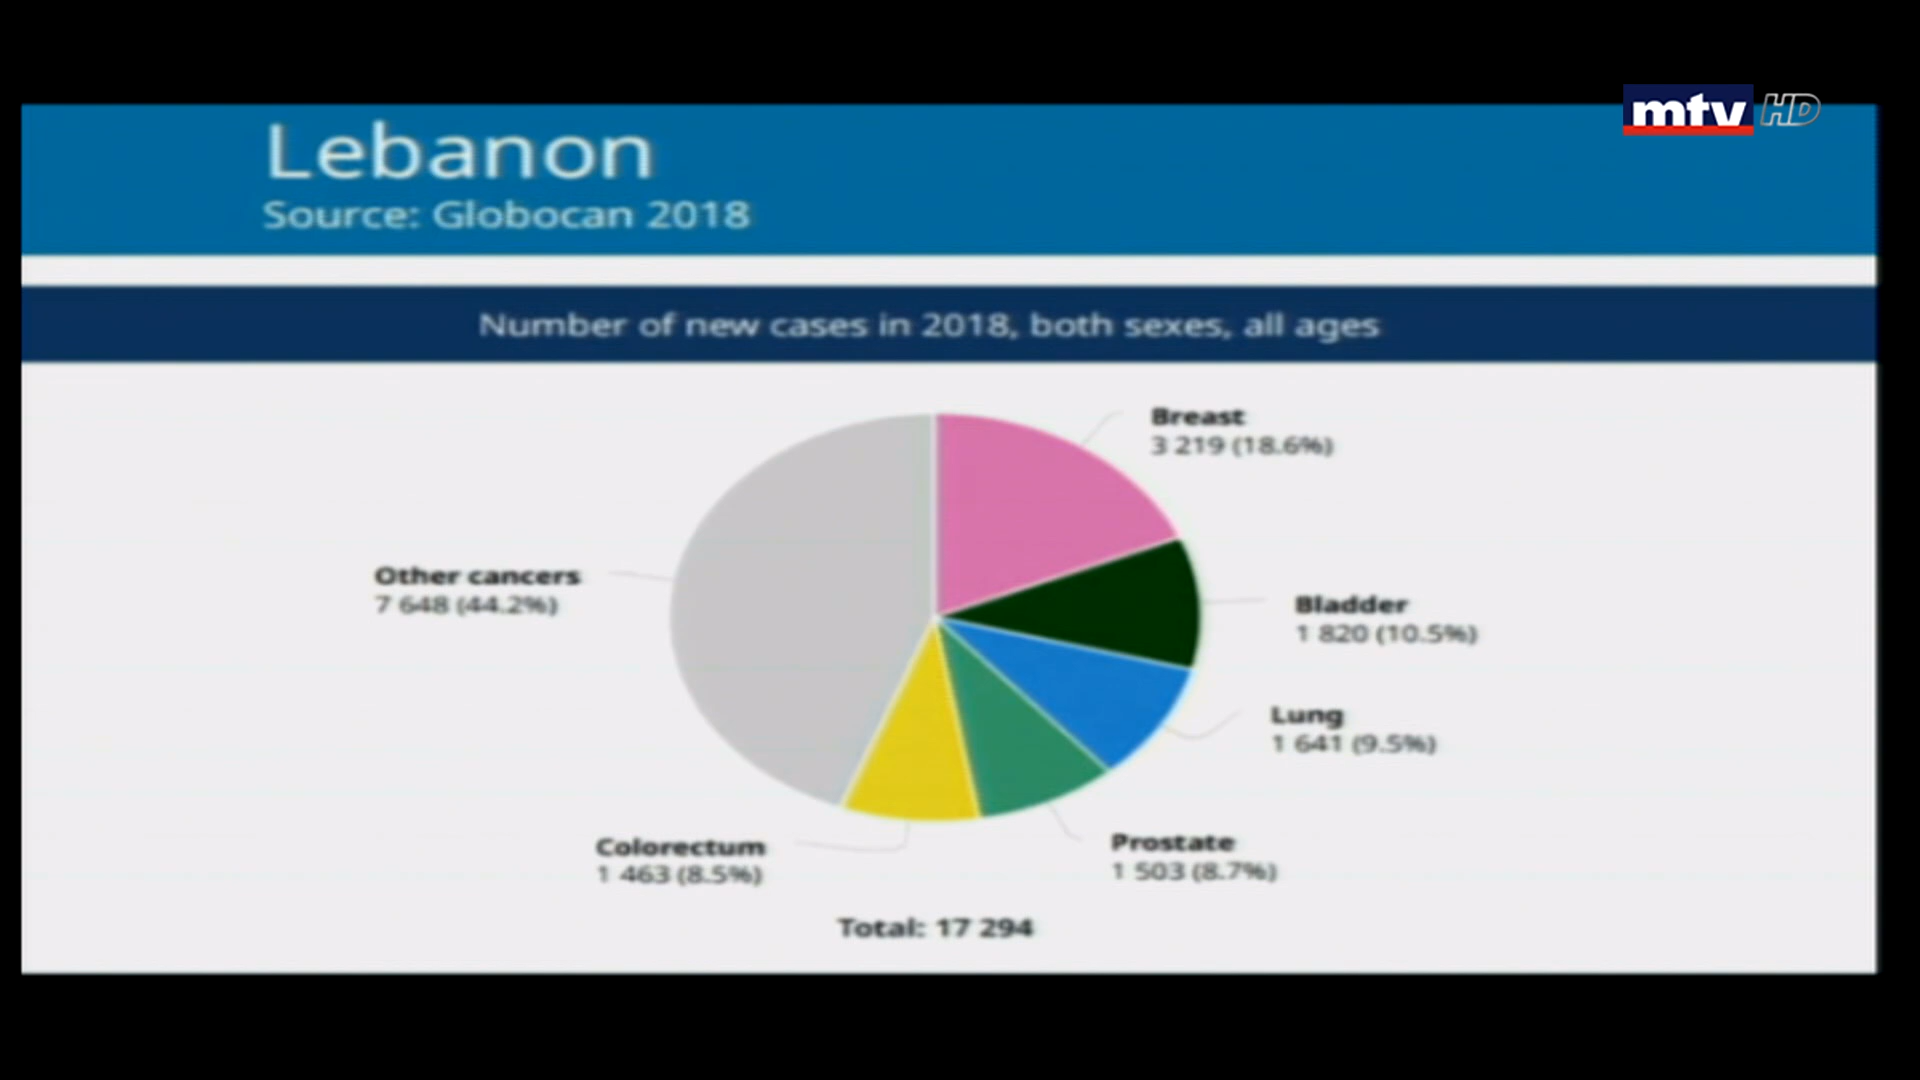 mtv HD
Lebanon
Source: Globocan 2018
Number of new cases in 2018, both sexes, all ages
Breast
3 219 (18.6%)
Other cancers
7 648 (44.2%)
Bladder
1 820 (10.5%)
Lung
1 641 (9.5%)
Prostate
1 503 (8.7%)
Colorectum
1 463 (8.5%)
Total: 17 294